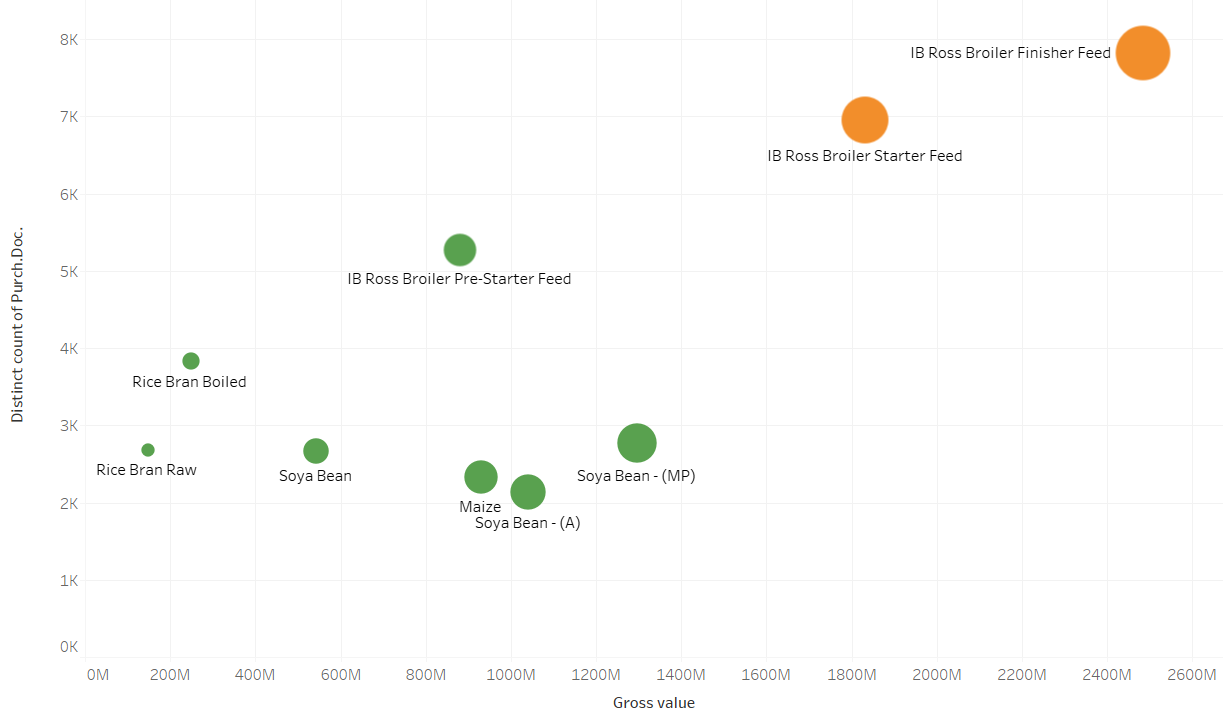 8K
IB Ross Broiler Finisher Feed
7K
IB Ross Broiler Starter Feed
6K
5K
IB Ross Broiler Pre-Starter Feed
4K
Rice Bran Boiled
3K
Rice Bran Raw
Soya Bean
Soya Bean - (MP)
2K
Maize
Soya Bean - (A)
1K
0K
Distinct count of Purch.Doc.
0M 200M 400M 600M 800M 1000M 1200M 1400M 1600M 1800M 2000M 2200M 2400M 2600M
Gross value